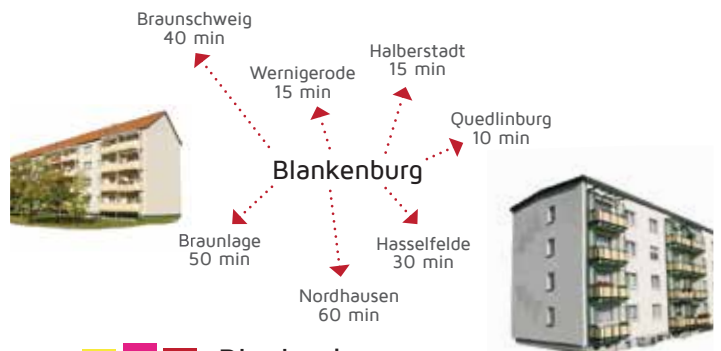 Braunschweig
40 min
Halberstadt
15 min
Wernigerode
15 min
Quedlinburg
10 min
Blankenburg
Braunlage
50 min
Hasselfelde
30 min
Nordhausen
60 min